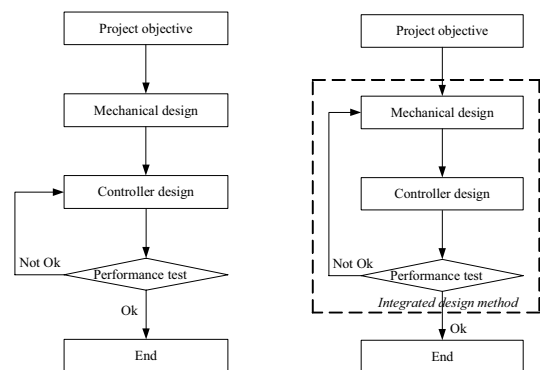 Project objective
Mechanical design
Controller design
Not Ok
Performance test
Ok
End
Project objective
Mechanical design
Controller design
Not Ok
Performance test
Integrated design method
Ok
End